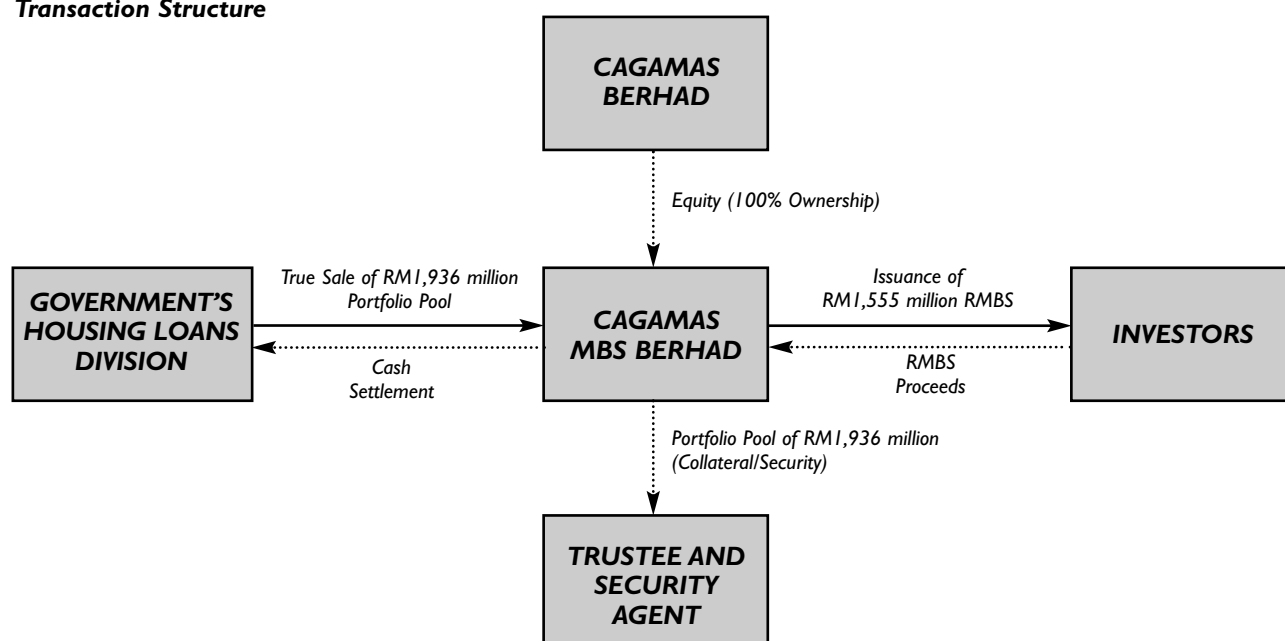 Transaction Structure
CAGAMAS
BERHAD
Equity (100% Ownership)
GOVERNMENT'S
HOUSING LOANS
DIVISION
True Sale of RM1,936 million
Portfolio Pool
Cash
Settlement
CAGAMAS
MBS BERHAD
Issuance of
RM1,555 million RMBS
RMBS
Proceeds
INVESTORS
Portfolio Pool of RM1,936 million
(Collateral/Security)
TRUSTEE AND
SECURITY
AGENT